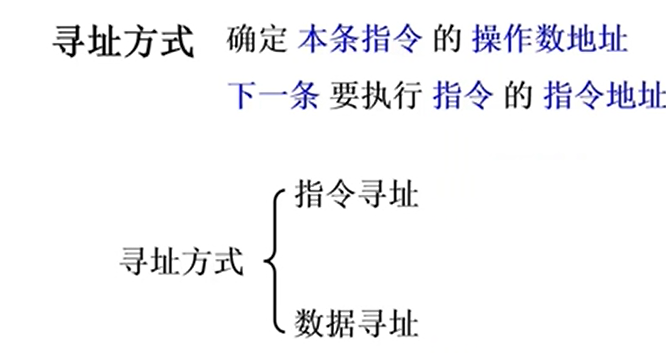 寻址方式 确定 本条指令 的 操作数地址
下一条 要执行 指令 的 指令地址
指令寻址
寻址方式
数据寻址